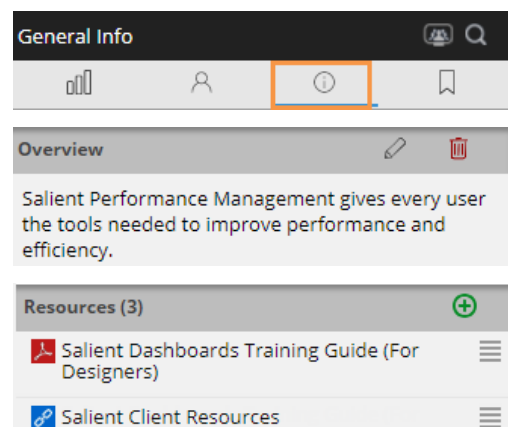 General Info
Overview
Salient Performance Management gives every user
the tools needed to improve performance and
efficiency.
Resources (3)
Salient Dashboards Training Guide (For
Designers)
Salient Client Resources